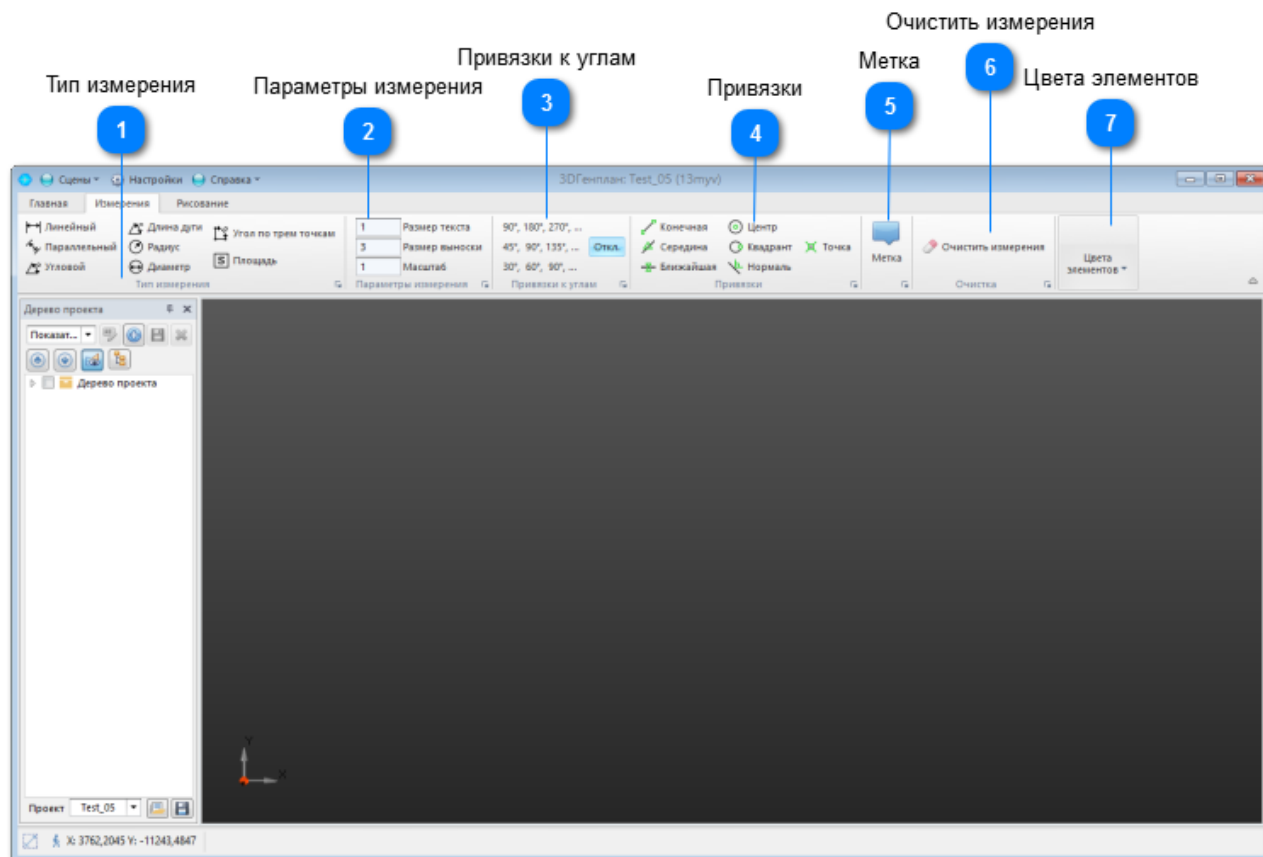 Очистить измерения
Привязки к углам
Метка
6
Тип измерения
Параметры измерения
3
Привязки
5
Цвета элементов
1
2
4
7
Сцены Настройки Справка 3DГенплан: Test_05 (13myv)
Главная Измерения Рисование
Линейный Длина дуги Угол по трем точкам 1 Размер текста 90°, 180°, 270°, ... Конечная Центр
Параллельный Радиус 3 Размер выноски 45°, 90°, 135°, ... Откл. Середина Квадрант Точка Метка Очистить измерения Цвета элементов
Угловой Диаметр S Площадь 1 Масштаб 30°, 60°, 90°, ... Ближайшая Нормаль
Тип измерения Параметры измерения Привязки к углам Привязки Очистка
Дерево проекта
Показат...
Дерево проекта
Y
X
Проект Test_05
X: 3762,2045 Y: -11243,4847